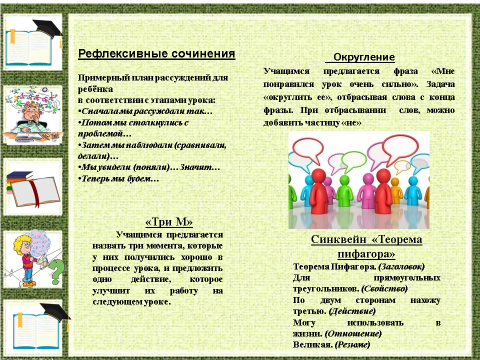 Рефлексивные сочинения
Примерный план рассуждений для
ребёнка
в соответствии с этапами урока:
•Сначала мы рассуждали так…
•Потом мы столкнулись с
проблемой…
•Затем мы наблюдали (сравнивали,
делали)…
•Мы увидели (поняли)… Значит…
•Теперь мы будем…
Округление
Учащимся предлагается фраза «Мне
понравился урок очень сильно». Задача
«округлить ее», отбрасывая слова с конца
фразы. При отбрасывании слов, можно
добавить частицу «не»
«Три М»
Учащимся предлагается
назвать три момента, которые
у них получились хорошо в
процессе урока, и предложить
одно действие, которое
улучшит их работу на
следующем уроке.
Синквейн «Теорема
пифагора»
Теорема Пифагора. (Заголовок)
Для прямоугольных
треугольников. (Свойство)
По двум сторонам нахожу
третью. (Действие)
Могу использовать в
жизни. (Отношение)
Великая. (Резюме)